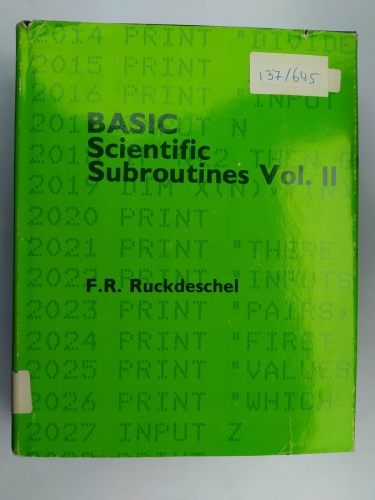 2014 PRINT "DIVIDE
2015 PRINT
137/645
2016 PRINT "INPUT
BASIC
Scientific
Subroutines Vol. II
2020 PRINT
2021 PRINT "THERE
"INPUTS
F.R. Ruckdeschel
2023 PRINT "PAIRS,
2024 PRINT "FIRST
2025 PRINT "VALUES
2026 PRINT "WHICH
2027 INPUT Z